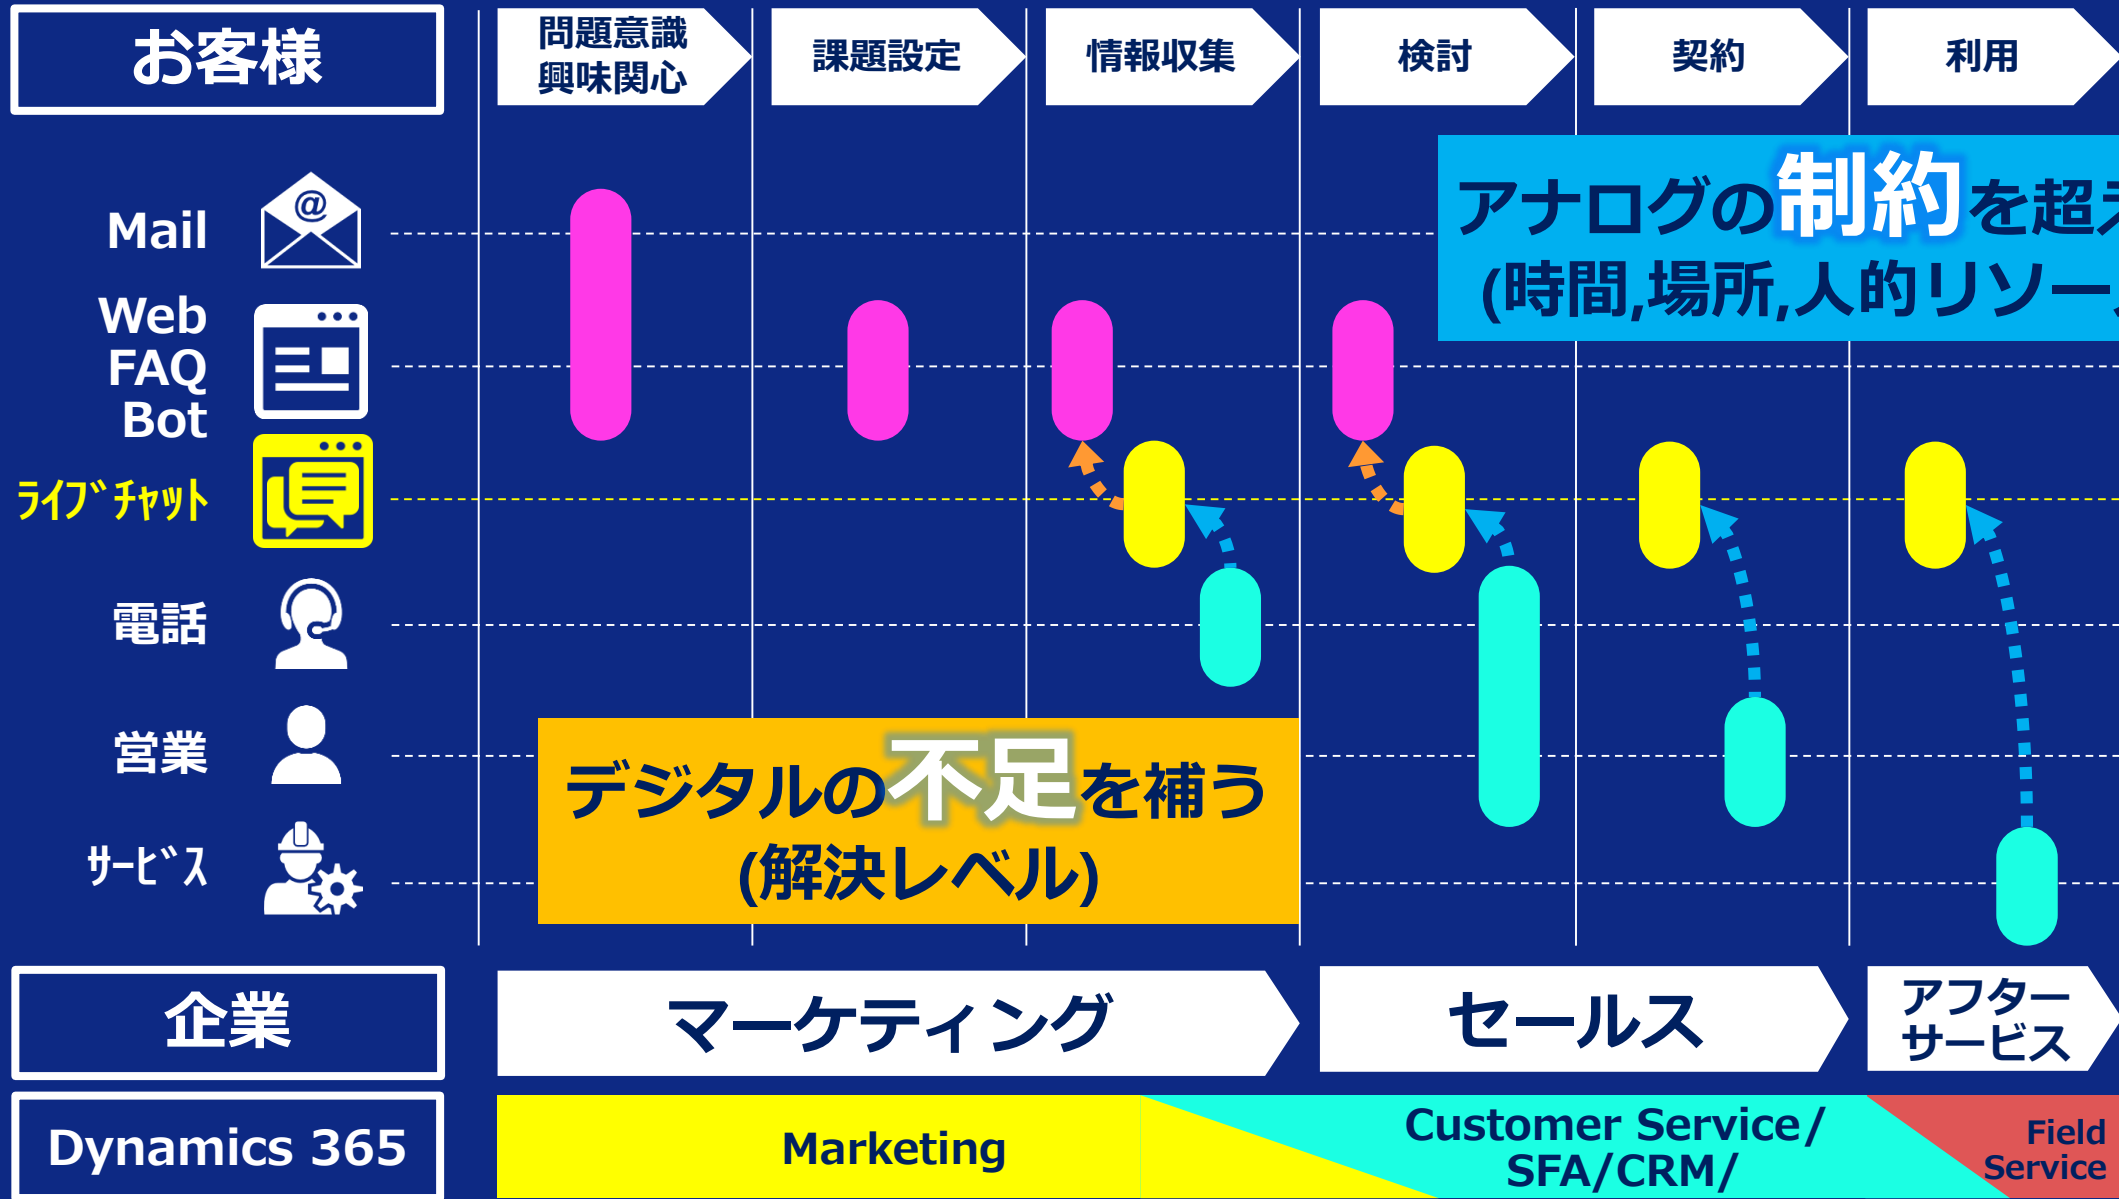 お客様
問題意識
興味関心
課題設定
情報収集
検討
契約
利用
Mail
@
Web
FAQ
Bot
ﾗｲﾌﾞﾁｬｯﾄ
電話
営業
ｻｰﾋﾞｽ
アナログの制約を超え
(時間,場所,人的リソー
デジタルの不足を補う
(解決レベル)
企業
マーケティング
セールス
アフター
サービス
Dynamics 365
Marketing
Customer Service/
SFA/CRM/
Field
Service